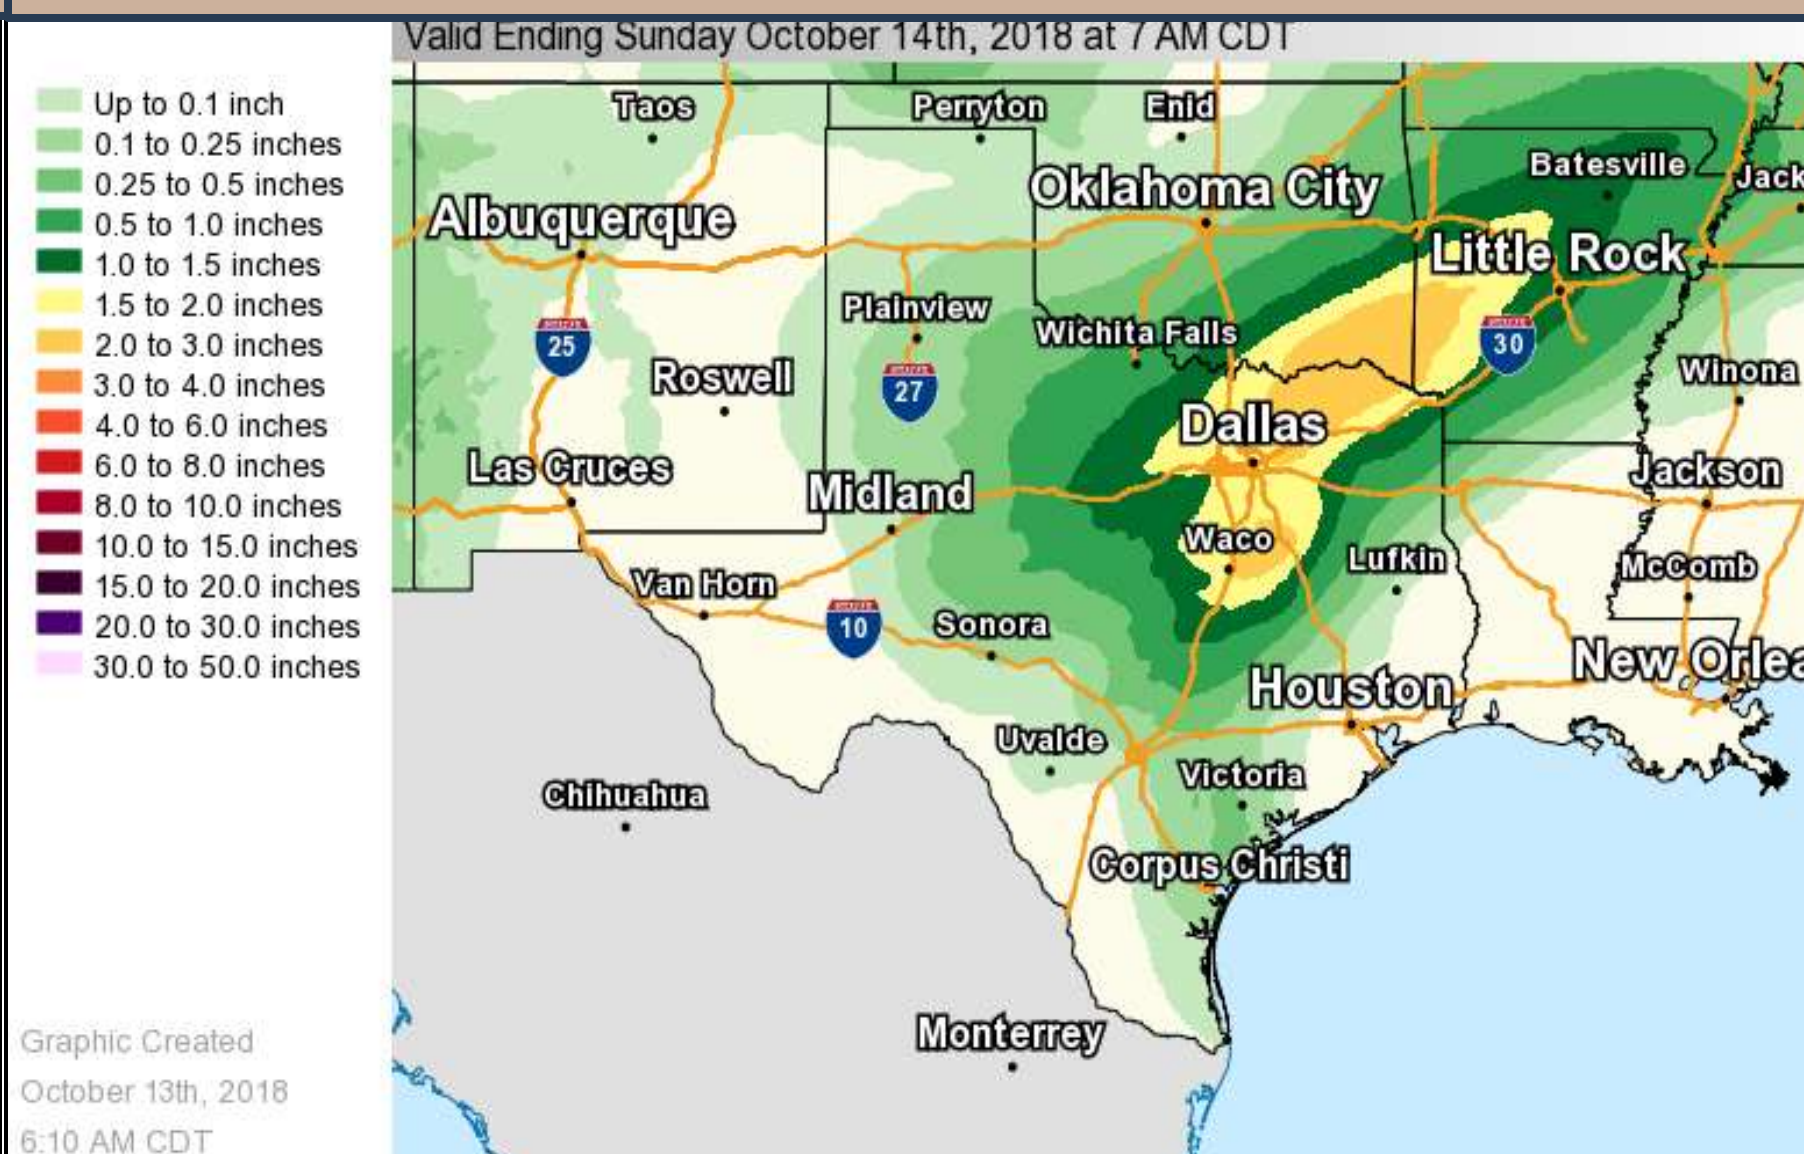 Valid Ending Sunday October 14th, 2018 at 7 AM CDT
Up to 0.1 inch
0.1 to 0.25 inches
0.25 to 0.5 inches
0.5 to 1.0 inches
1.0 to 1.5 inches
1.5 to 2.0 inches
2.0 to 3.0 inches
3.0 to 4.0 inches
4.0 to 6.0 inches
6.0 to 8.0 inches
8.0 to 10.0 inches
10.0 to 15.0 inches
15.0 to 20.0 inches
20.0 to 30.0 inches
30.0 to 50.0 inches
Graphic Created
October 13th, 2018
6:10 AM CDT
Taos
Perryton
Enid
Batesville
Jack
Oklahoma City
Albuquerque
Little Rock
Plainview
Wichita Falls
25
30
Roswell
27
Winona
Dallas
Las Cruces
Midland
Jackson
Waco
Lufkin
McComb
Van Horn
10
Sonora
New Orlea
Houston
Uvalde
Victoria
Chihuahua
Corpus Christi
Monterrey